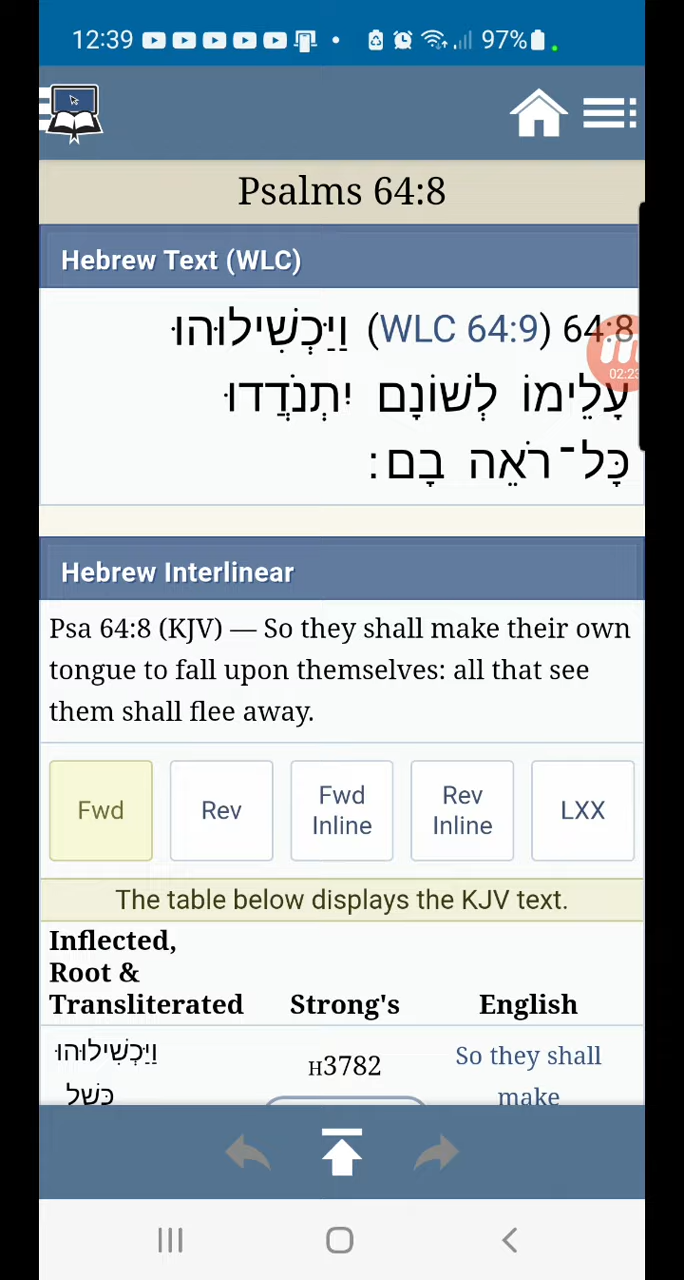 12:39 97%
Psalms 64:8
Hebrew Text (WLC)
64:8 (WLC 64:9) וַיַּכְשִׁילוּהוּ
עָלֵימוֹ לְשׁוֹנָם יִתְנֹדֲדוּ
כָּל־רֹאֵה בָם׃
02:23
Hebrew Interlinear
Psa 64:8 (KJV) — So they shall make their own
tongue to fall upon themselves: all that see
them shall flee away.
Fwd
Rev
Fwd
Inline
Rev
Inline
LXX
The table below displays the KJV text.
Inflected,
Root &
Transliterated Strong's English
וַיַּכְשִׁילוּהוּ H3782 So they shall
כָּשַׁל make